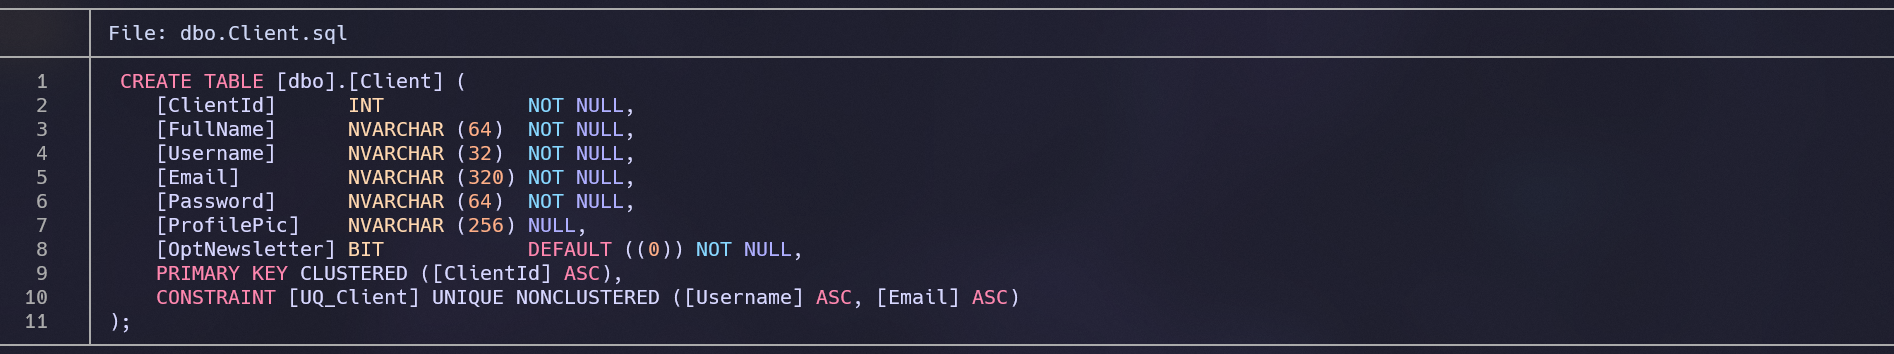 File: dbo.Client.sql
1 CREATE TABLE [dbo].[Client] (
2 [ClientId] INT NOT NULL,
3 [FullName] NVARCHAR (64) NOT NULL,
4 [Username] NVARCHAR (32) NOT NULL,
5 [Email] NVARCHAR (320) NOT NULL,
6 [Password] NVARCHAR (64) NOT NULL,
7 [ProfilePic] NVARCHAR (256) NULL,
8 [OptNewsletter] BIT DEFAULT ((0)) NOT NULL,
9 PRIMARY KEY CLUSTERED ([ClientId] ASC),
10 CONSTRAINT [UQ_Client] UNIQUE NONCLUSTERED ([Username] ASC, [Email] ASC)
11 );